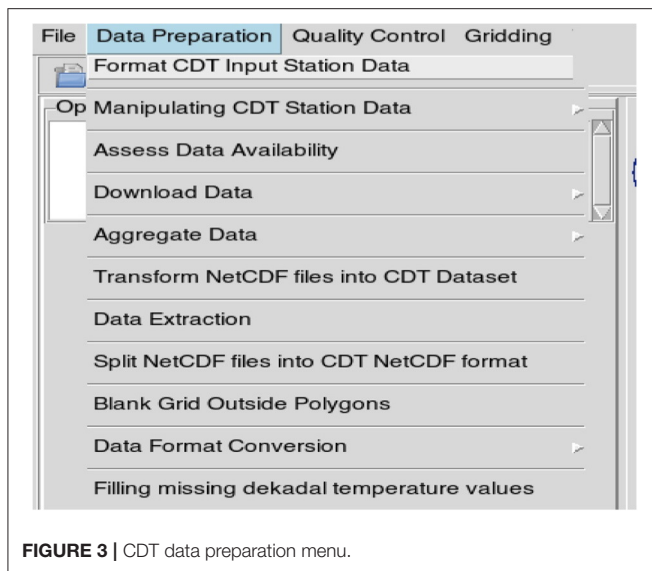 File Data Preparation Quality Control Gridding
Format CDT Input Station Data
Op
Manipulating CDT Station Data
Assess Data Availability
Download Data
Aggregate Data
Transform NetCDF files into CDT Dataset
Data Extraction
Split NetCDF files into CDT NetCDF format
Blank Grid Outside Polygons
Data Format Conversion
Filling missing dekadal temperature values
FIGURE 3 | CDT data preparation menu.